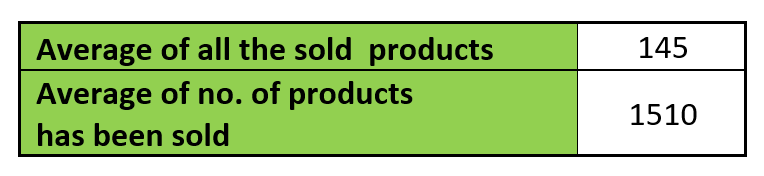 Average of all the sold products 145
Average of no. of products
has been sold 1510